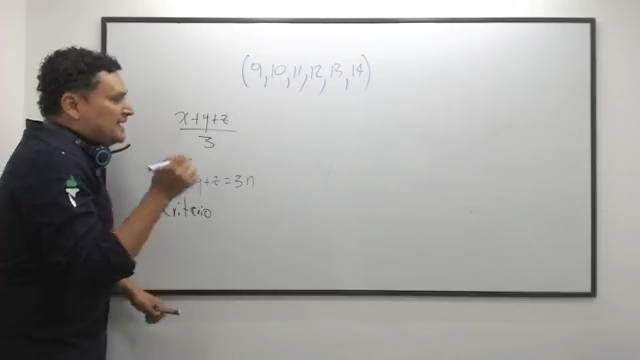 (9, 10, 11, 12, 13, 14)
x+y+z
3
y+z=3n
criterio